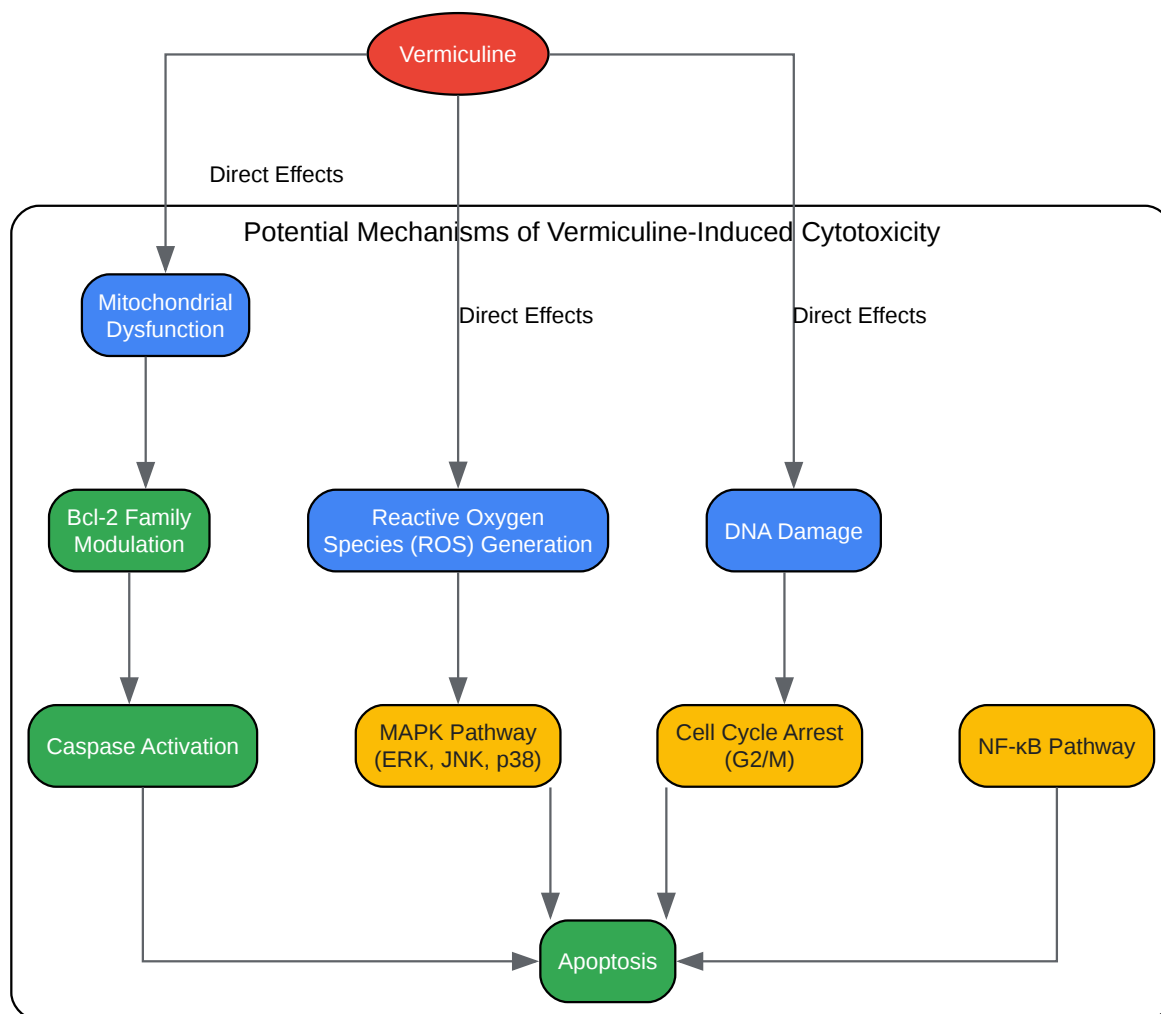 Vermiculine
Direct Effects
Potential Mechanisms of Vermiculine-Induced Cytotoxicity
Mitochondrial
Dysfunction
Direct Effects
Direct Effects
Bcl-2 Family
Modulation
Reactive Oxygen
Species (ROS) Generation
DNA Damage
Caspase Activation
MAPK Pathway
(ERK, JNK, p38)
Cell Cycle Arrest
(G2/M)
NF-κB Pathway
Apoptosis